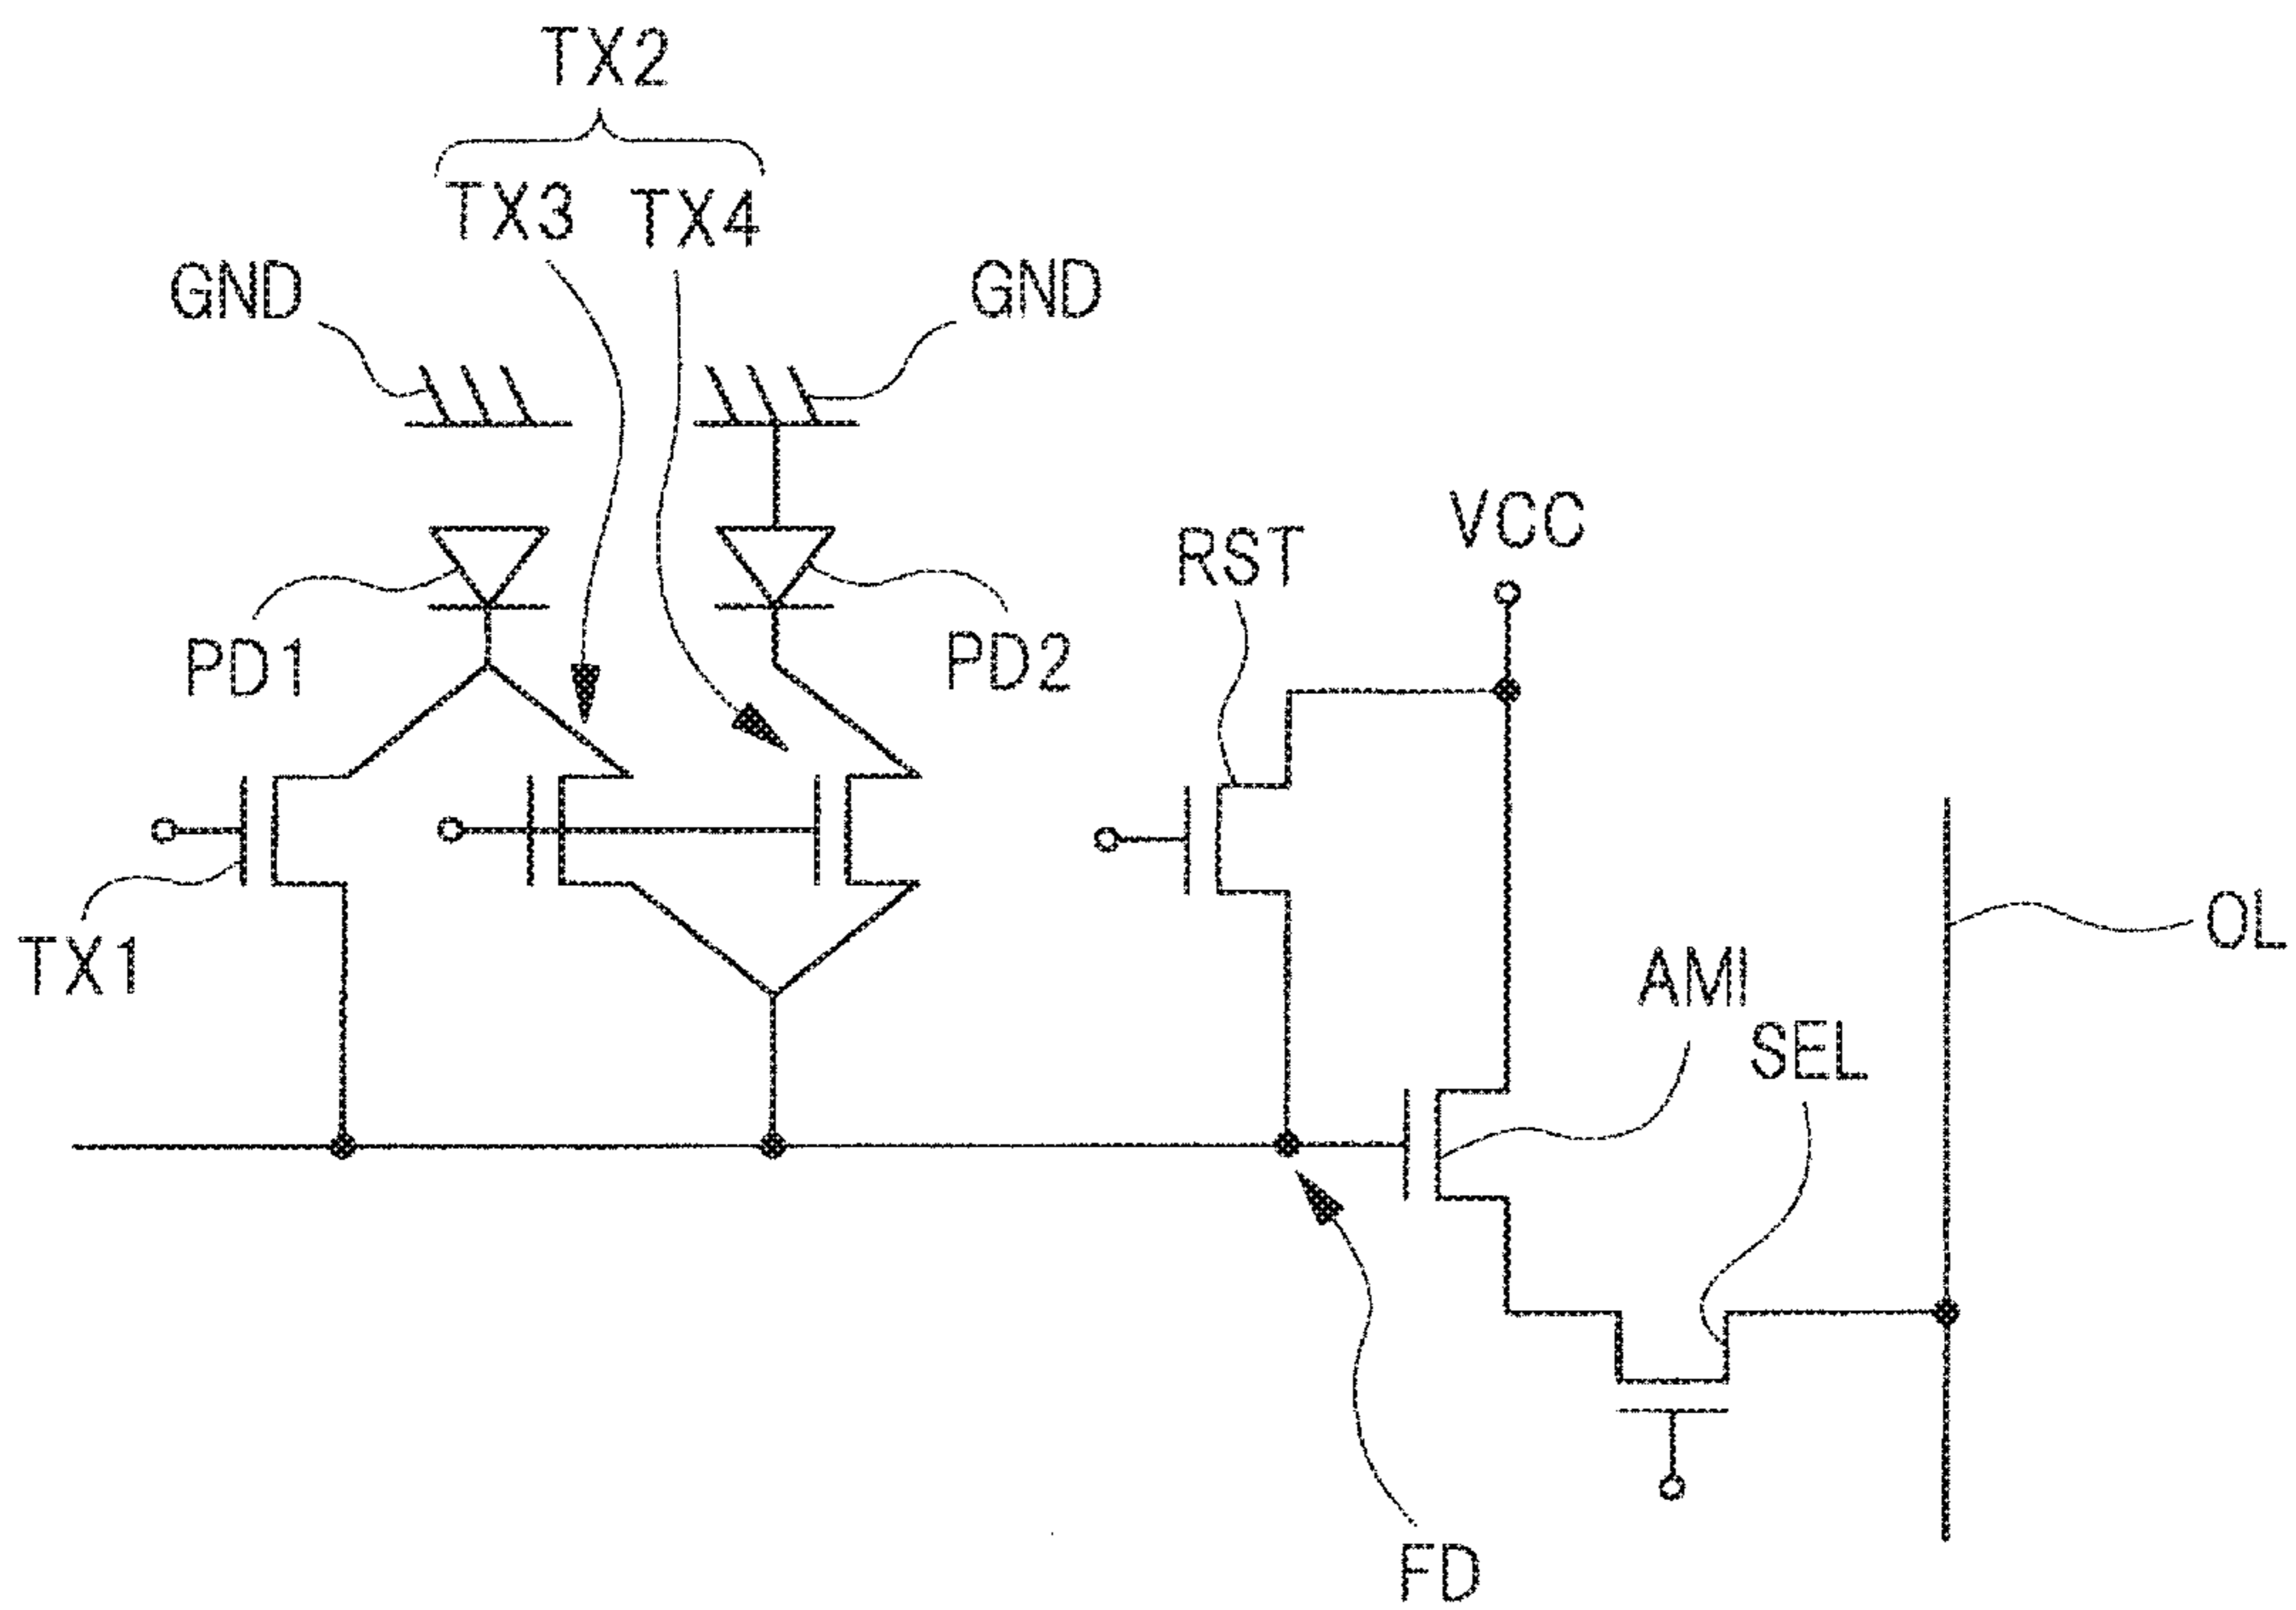 TX2
TX3 TX4
GND GND
VCC
RST
PD1 PD2
OL
TX1 AMI
SEL
FD